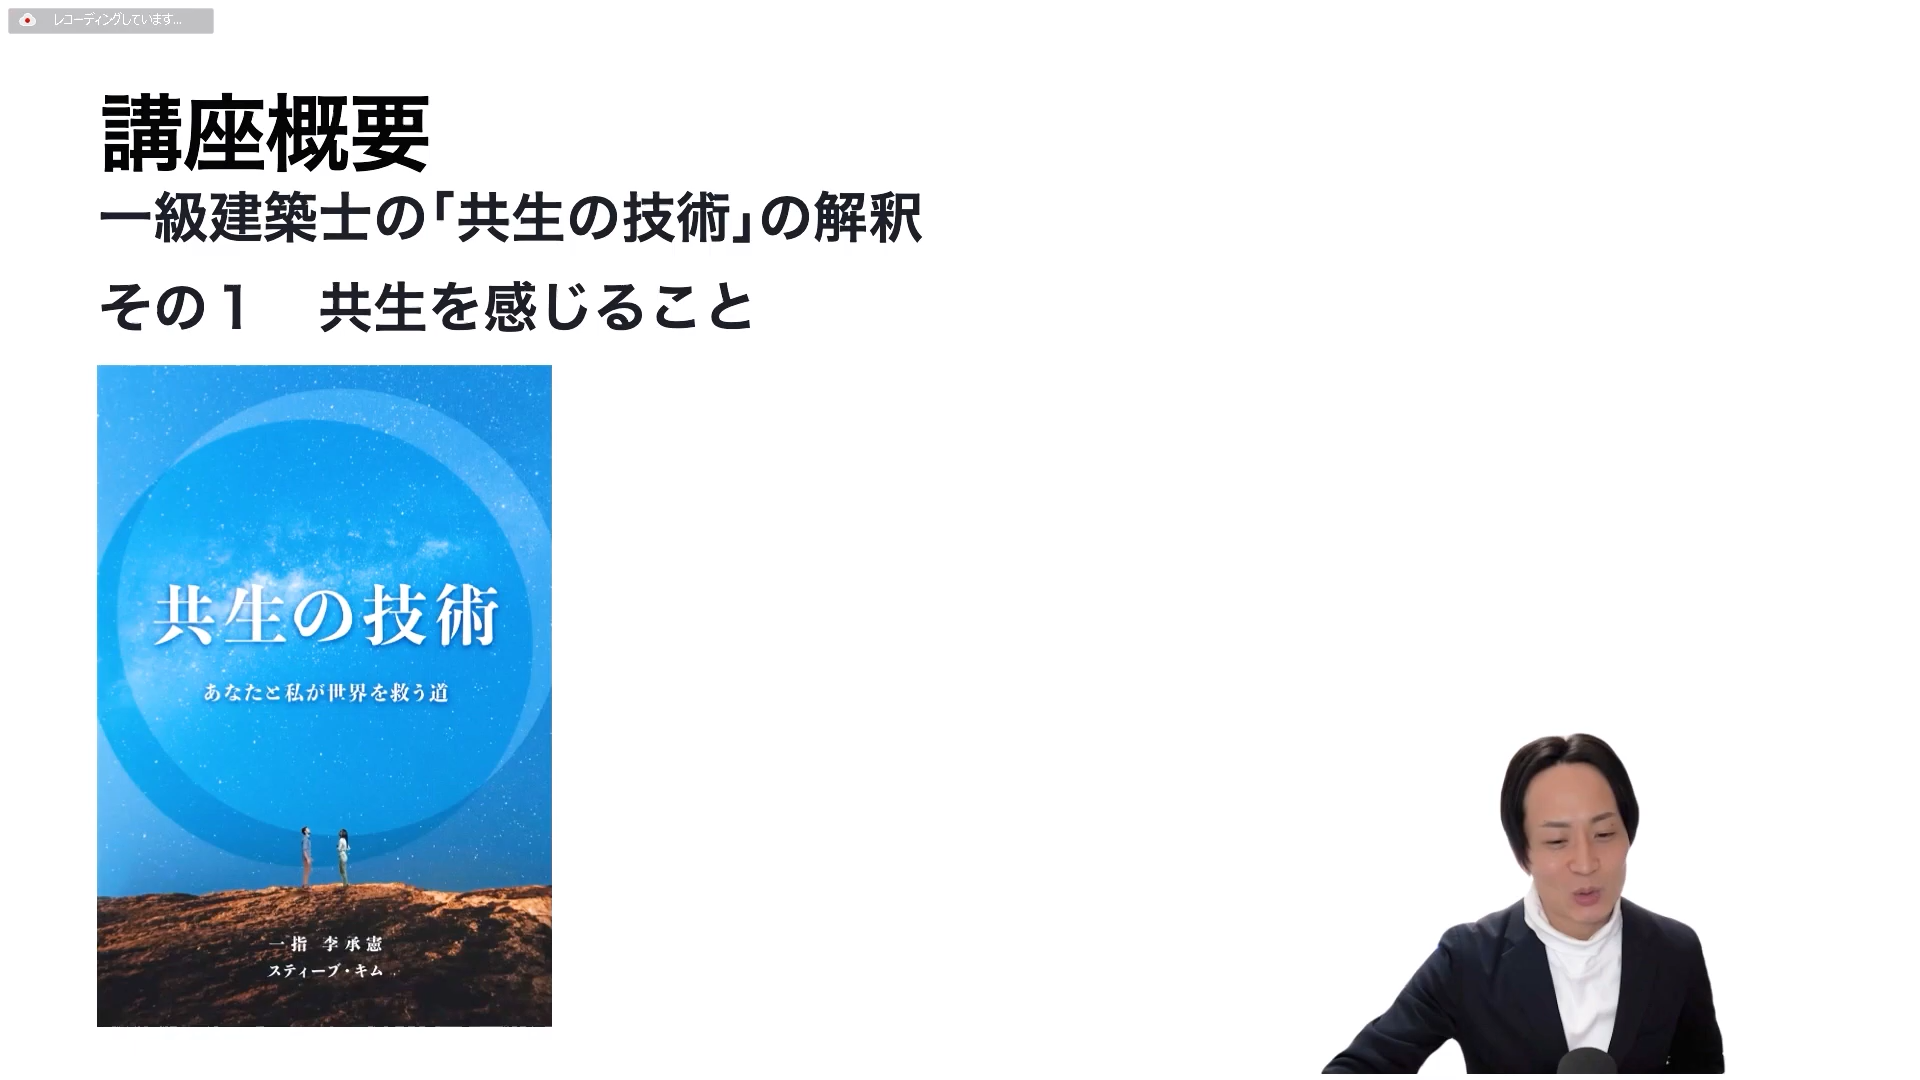 レコーディングしています...
講座概要
一級建築士の｢共生の技術｣の解釈
その１　共生を感じること
共生の技術
あなたと私が世界を救う道
一指 李承憲
スティーブ・キム